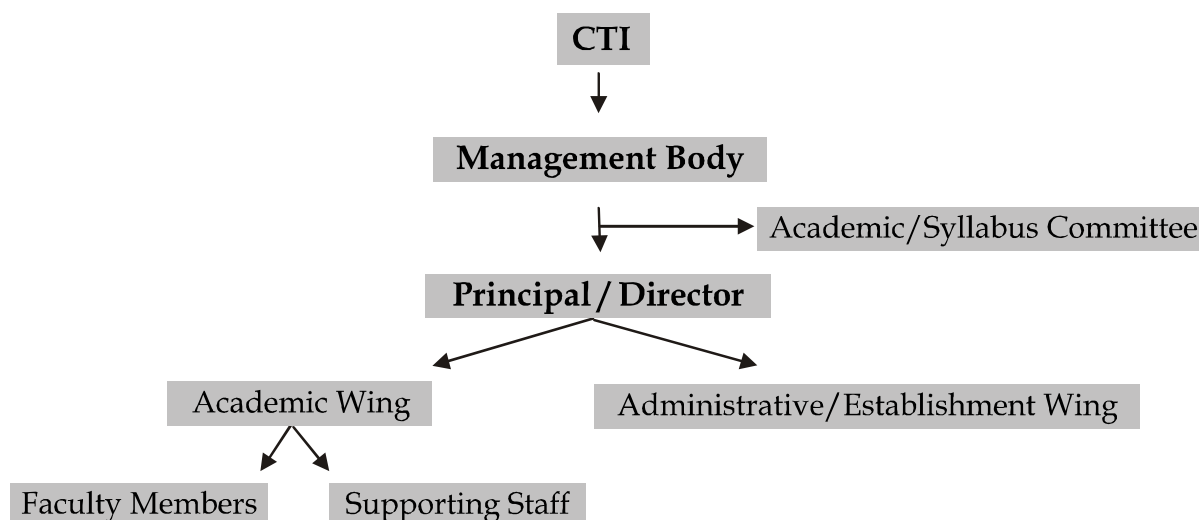 CTI
Management Body
Academic/Syllabus Committee
Principal / Director
Academic Wing
Administrative/Establishment Wing
Faculty Members
Supporting Staff